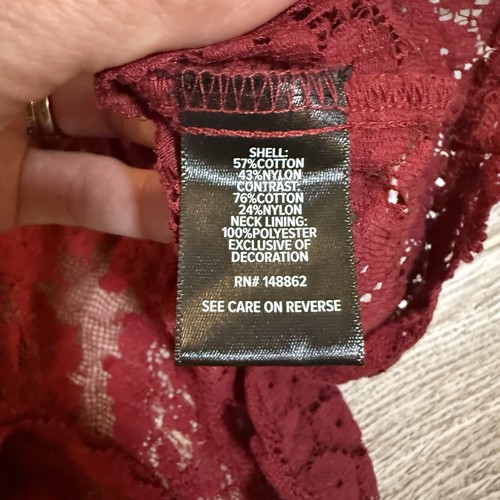 SHELL:
57%COTTON
43%NYLON
CONTRAST:
76%COTTON
24%NYLON
NECK LINING:
100%POLYESTER
EXCLUSIVE OF
DECORATION
RN# 148862
SEE CARE ON REVERSE